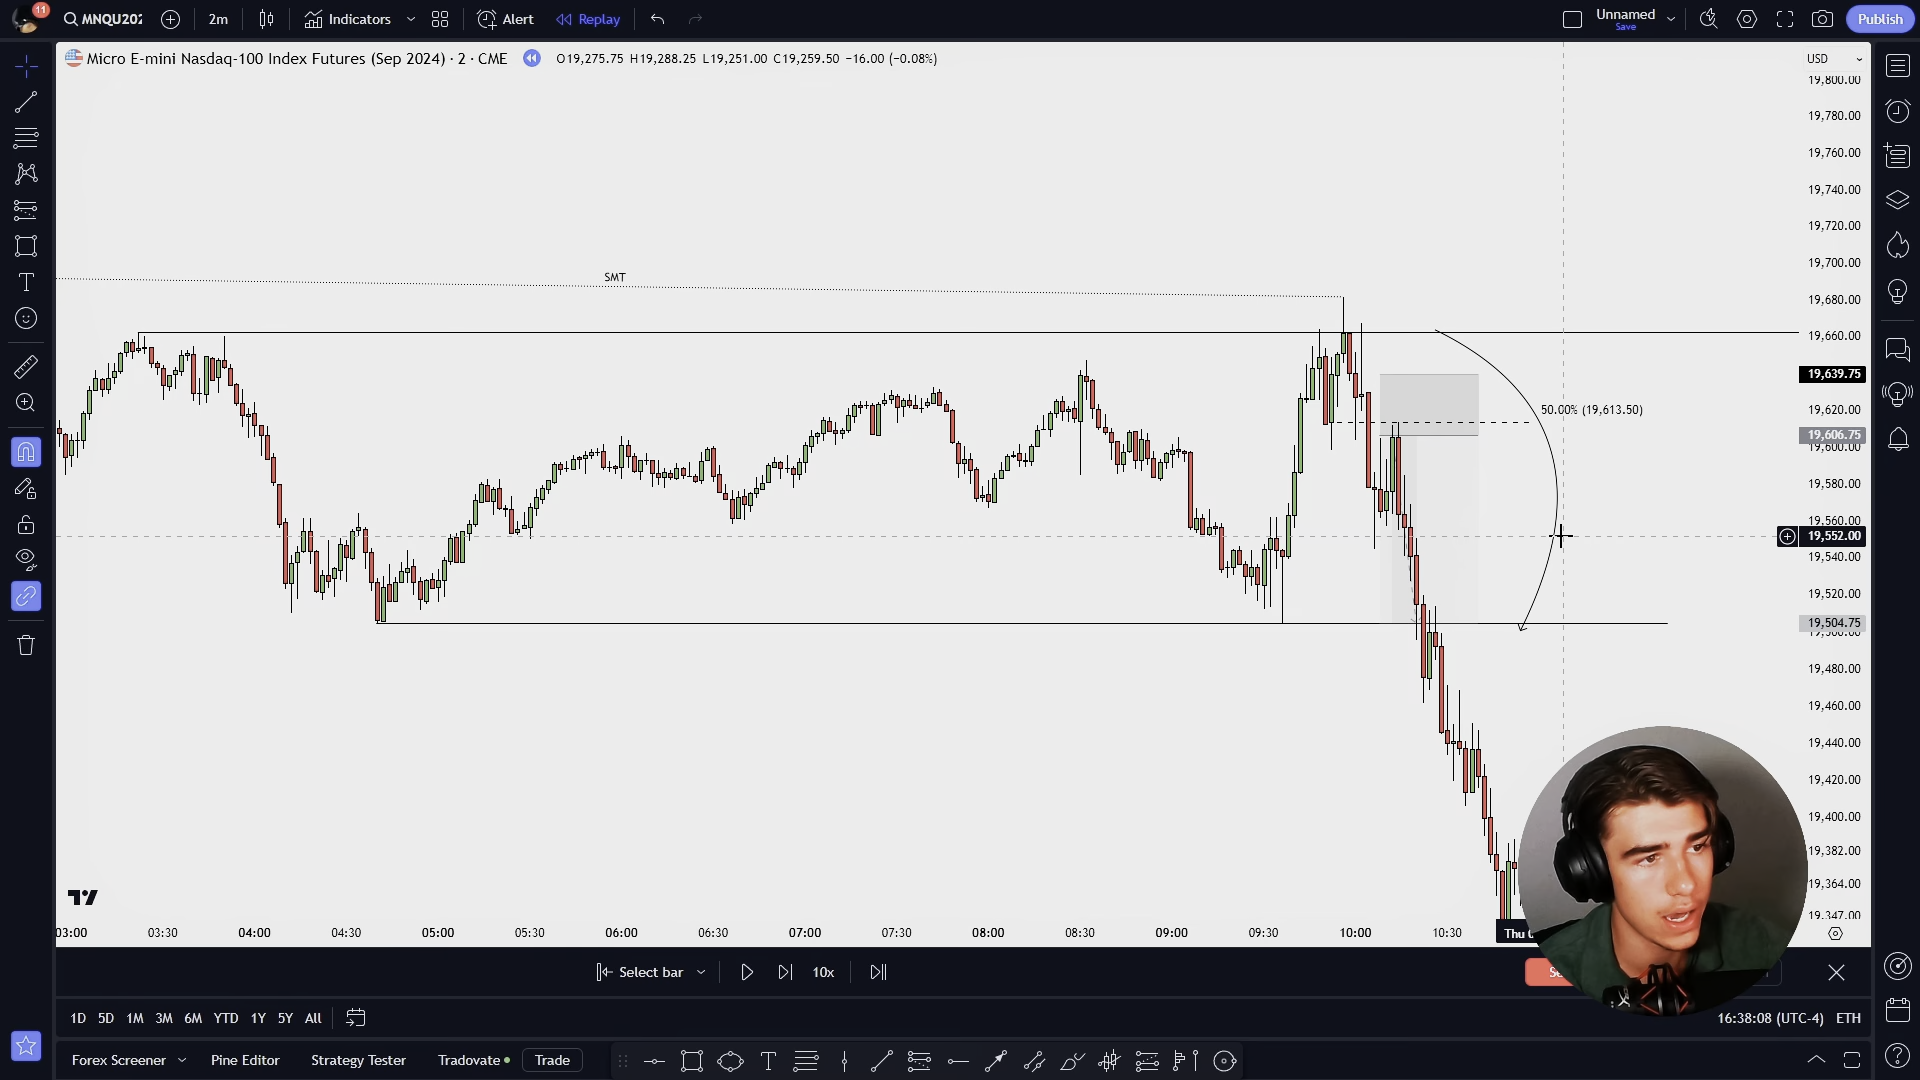 11
MNQU202
2m
Indicators
Alert
Replay
Unnamed
Save
Publish
Micro E-mini Nasdaq-100 Index Futures (Sep 2024) · 2 · CME
O19,275.75 H19,288.25 L19,251.00 C19,259.50 −16.00 (−0.08%)
USD
19,800.00
19,780.00
19,760.00
19,740.00
19,720.00
19,700.00
SMT
19,680.00
19,660.00
19,639.75
50.00% (19,613.50)
19,620.00
19,606.75
19,600.00
19,580.00
19,560.00
19,552.00
19,540.00
19,520.00
19,504.75
19,500.00
19,480.00
19,460.00
19,440.00
19,420.00
19,400.00
19,382.00
19,364.00
19,347.00
03:00 03:30 04:00 04:30 05:00 05:30 06:00 06:30 07:00 07:30 08:00 08:30 09:00 09:30 10:00 10:30 Thu
Select bar
10x
1D 5D 1M 3M 6M YTD 1Y 5Y All
16:38:08 (UTC-4) ETH
Forex Screener
Pine Editor
Strategy Tester
Tradovate
Trade